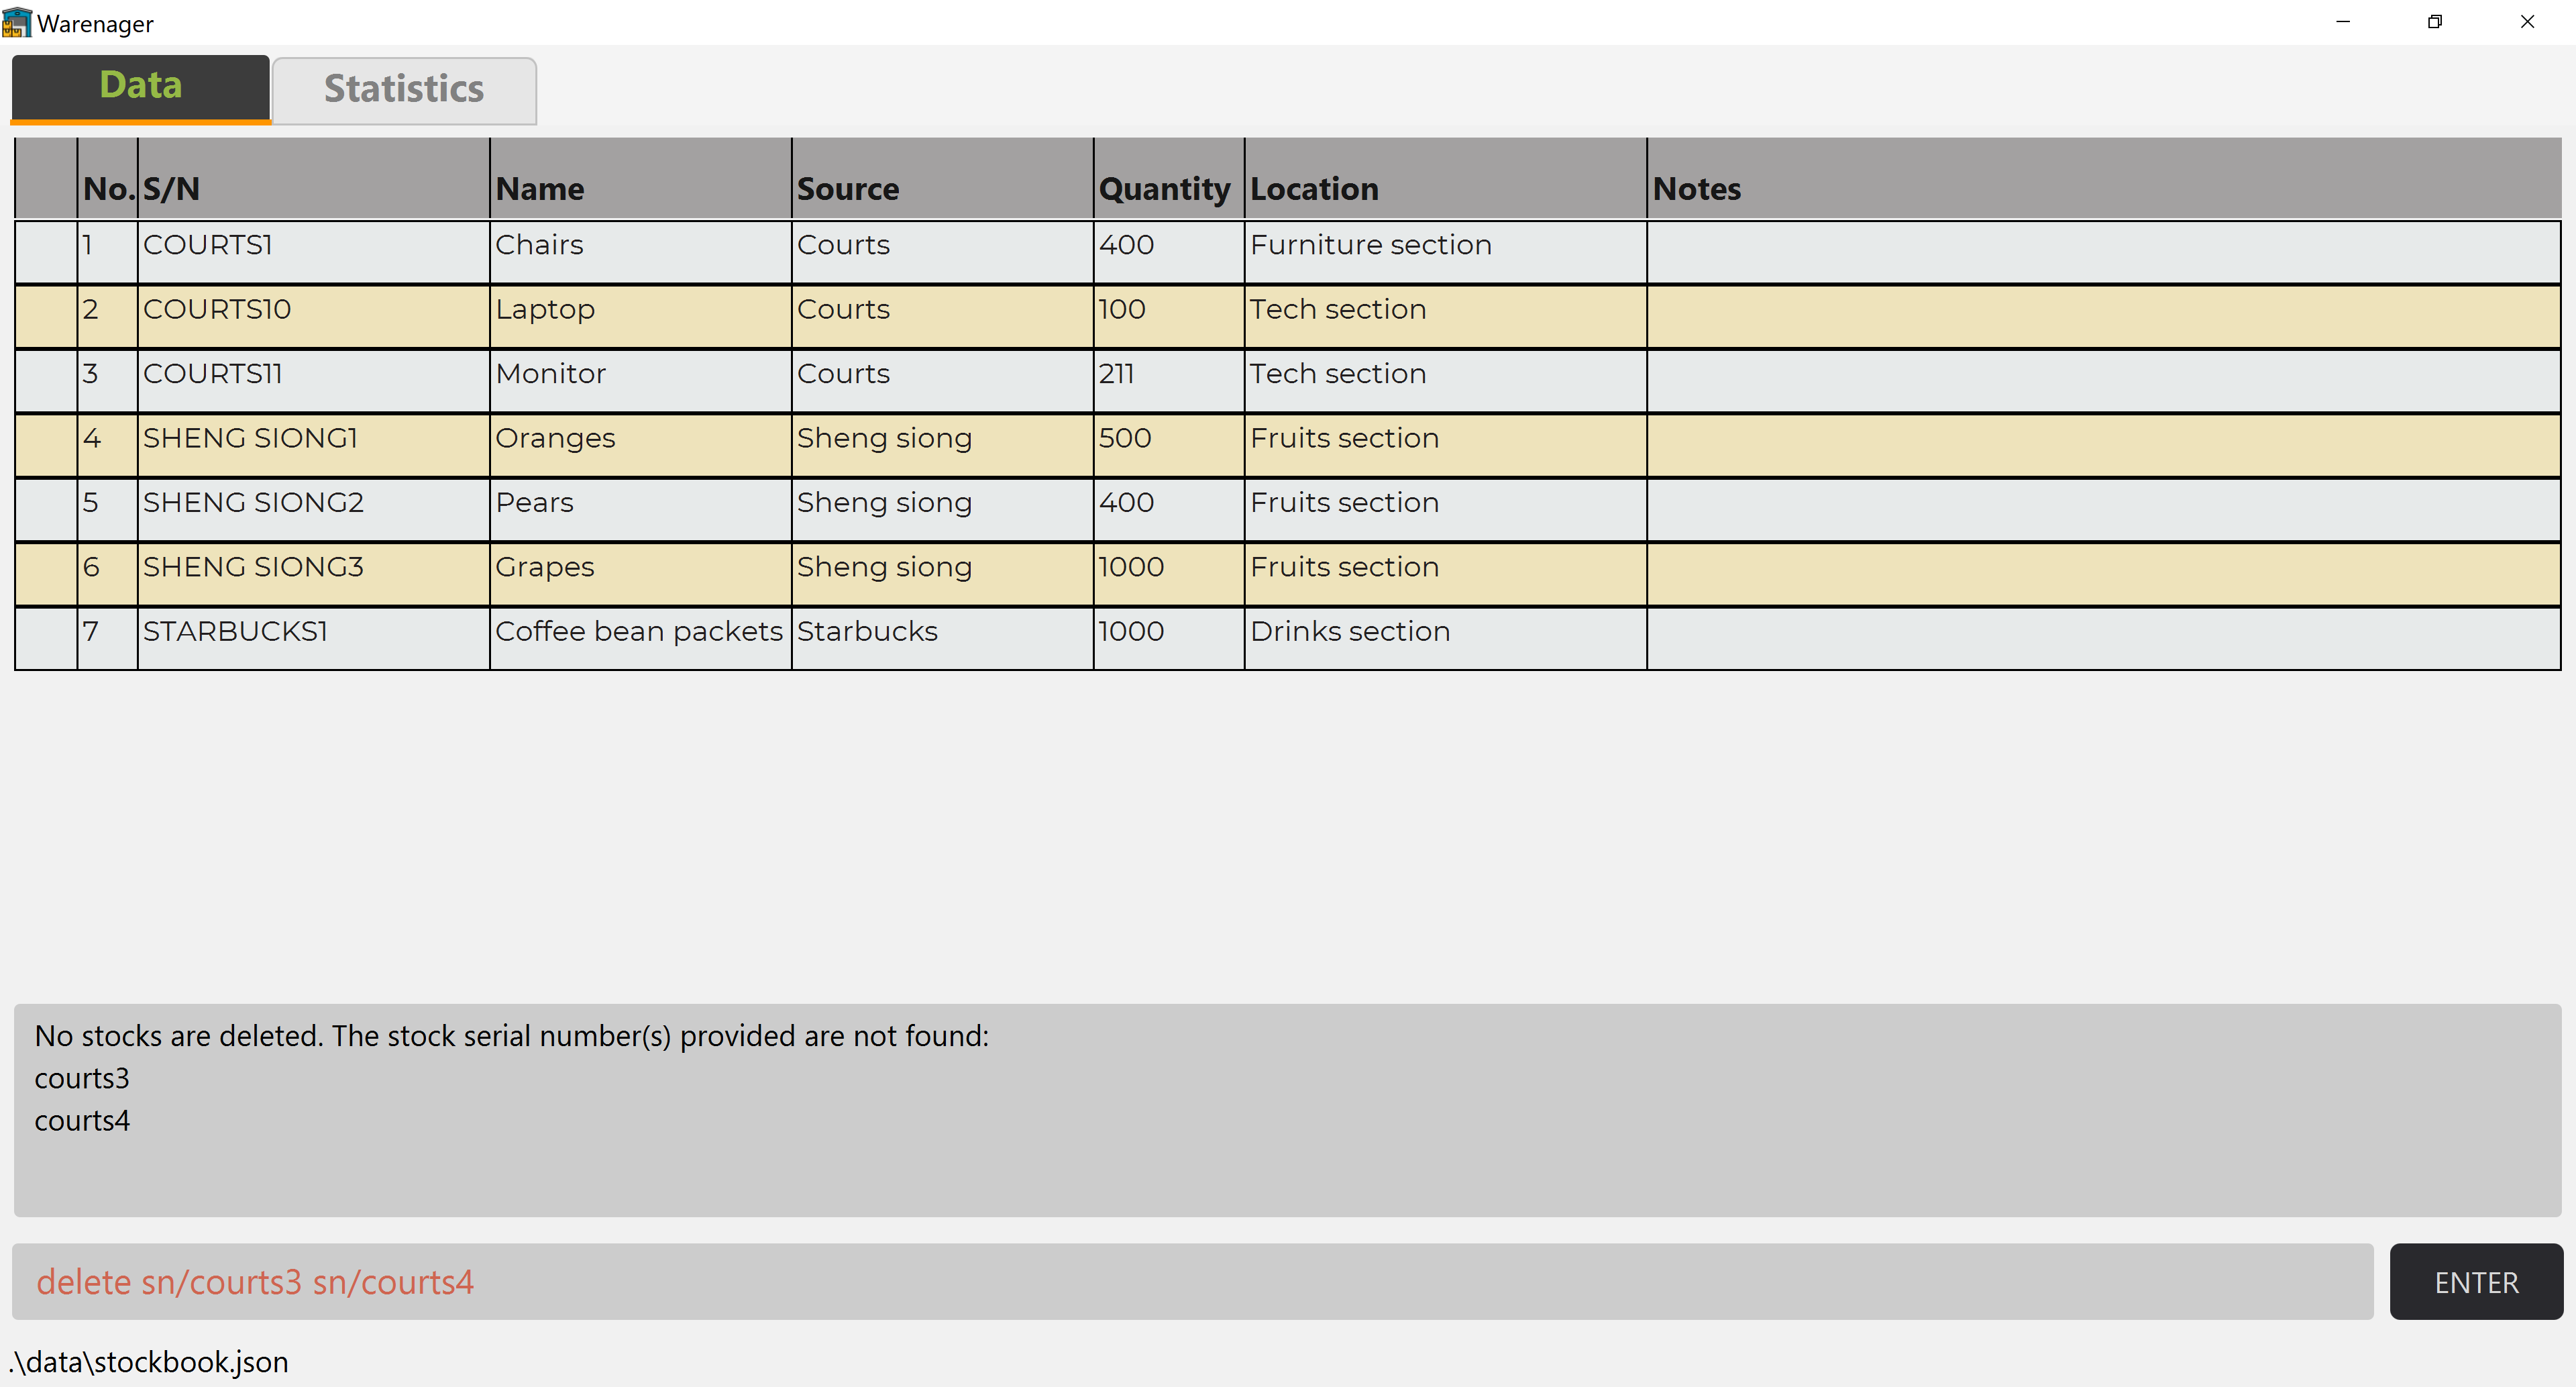 Warenager
Data Statistics
No. S/N Name Source Quantity Location Notes
1 COURTS1 Chairs Courts 400 Furniture section
2 COURTS10 Laptop Courts 100 Tech section
3 COURTS11 Monitor Courts 211 Tech section
4 SHENG SIONG1 Oranges Sheng siong 500 Fruits section
5 SHENG SIONG2 Pears Sheng siong 400 Fruits section
6 SHENG SIONG3 Grapes Sheng siong 1000 Fruits section
7 STARBUCKS1 Coffee bean packets Starbucks 1000 Drinks section
No stocks are deleted. The stock serial number(s) provided are not found:
courts3
courts4
delete sn/courts3 sn/courts4 ENTER
.\data\stockbook.json